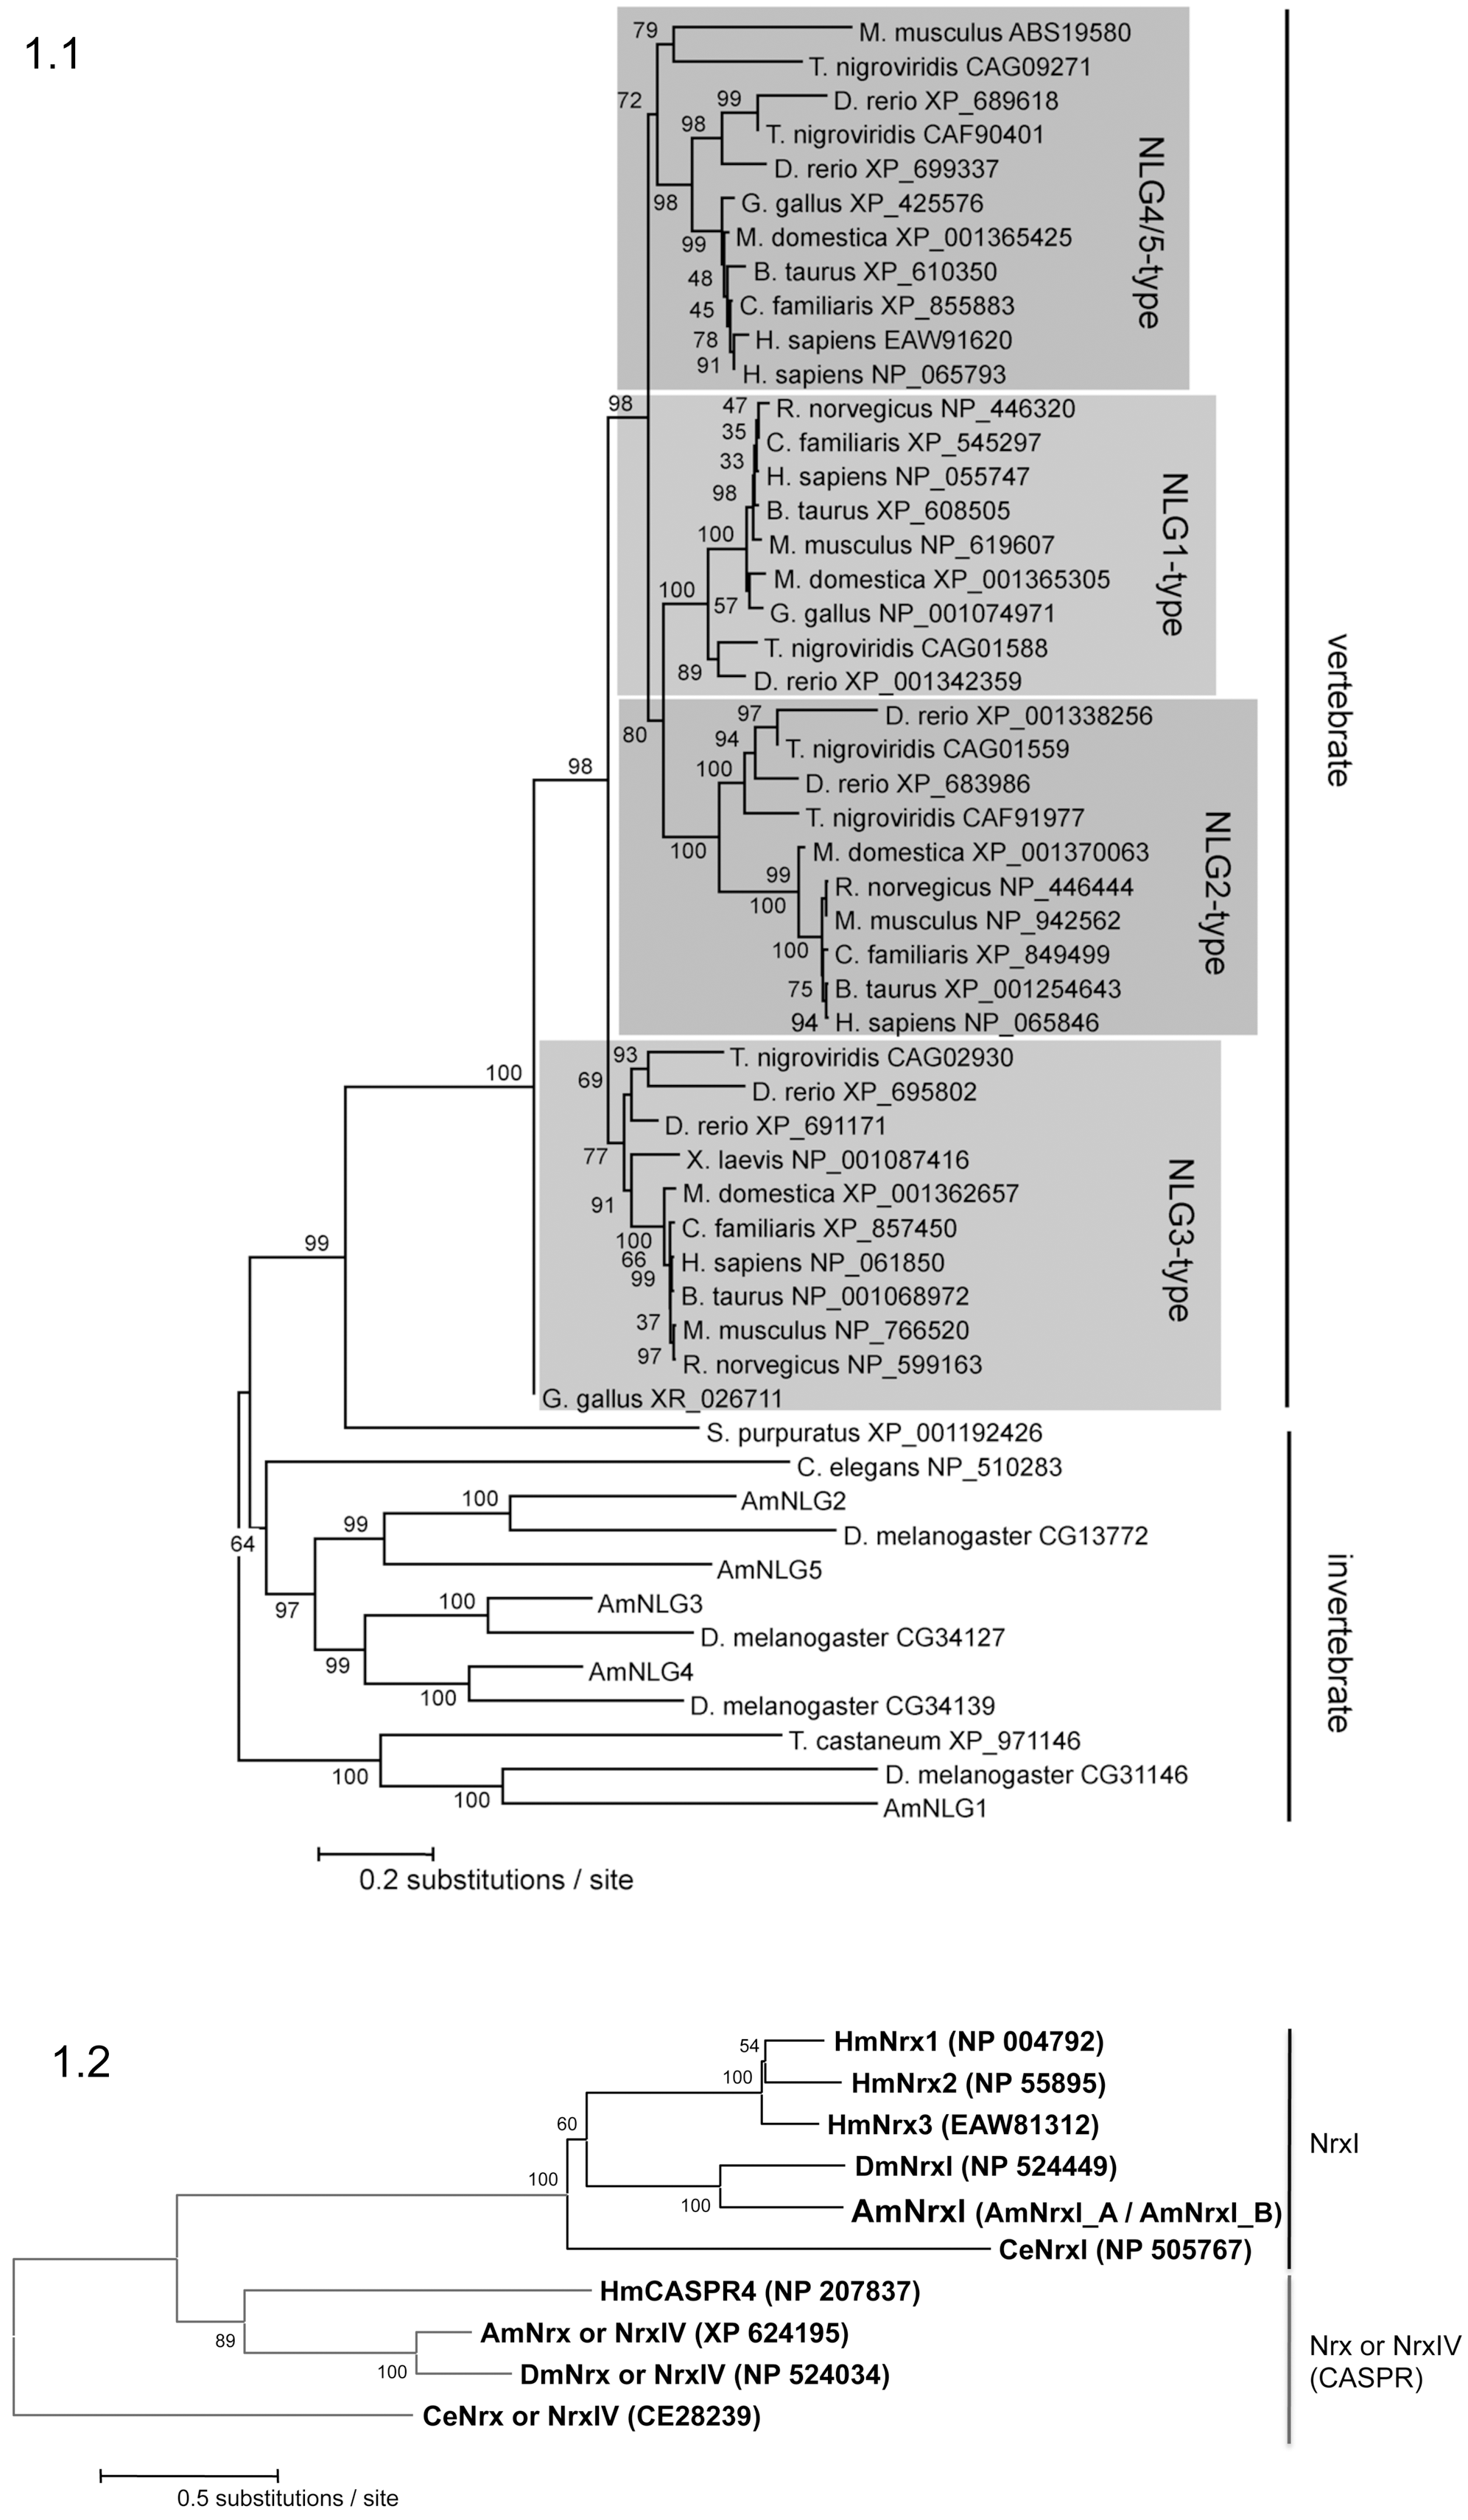 1.1
79
M. musculus ABS19580
T. nigroviridis CAG09271
72
99
D. rerio XP_689618
98
T. nigroviridis CAF90401
D. rerio XP_699337
98
G. gallus XP_425576
99
M. domestica XP_001365425
48
B. taurus XP_610350
45
C. familiaris XP_855883
78
H. sapiens EAW91620
91
H. sapiens NP_065793
NLG4/5-type
98
47
R. norvegicus NP_446320
35
C. familiaris XP_545297
33
H. sapiens NP_055747
98
B. taurus XP_608505
100
M. musculus NP_619607
M. domestica XP_001365305
100
57
G. gallus NP_001074971
T. nigroviridis CAG01588
89
D. rerio XP_001342359
NLG1-type
80
97
D. rerio XP_001338256
94
T. nigroviridis CAG01559
100
D. rerio XP_683986
T. nigroviridis CAF91977
100
M. domestica XP_001370063
99
R. norvegicus NP_446444
100
M. musculus NP_942562
100
C. familiaris XP_849499
75
B. taurus XP_001254643
94
H. sapiens NP_065846
NLG2-type
98
vertebrate
100
93
T. nigroviridis CAG02930
69
D. rerio XP_695802
D. rerio XP_691171
77
X. laevis NP_001087416
91
M. domestica XP_001362657
C. familiaris XP_857450
100
66
H. sapiens NP_061850
99
B. taurus NP_001068972
37
M. musculus NP_766520
97
R. norvegicus NP_599163
G. gallus XR_026711
NLG3-type
99
S. purpuratus XP_001192426
C. elegans NP_510283
100
AmNLG2
99
D. melanogaster CG13772
64
AmNLG5
97
100
AmNLG3
D. melanogaster CG34127
99
AmNLG4
100
D. melanogaster CG34139
T. castaneum XP_971146
100
D. melanogaster CG31146
100
AmNLG1
invertebrate
0.2 substitutions / site
1.2
54
HmNrx1 (NP 004792)
100
HmNrx2 (NP 55895)
HmNrx3 (EAW81312)
60
DmNrxI (NP 524449)
100
100
AmNrxI (AmNrxI_A / AmNrxI_B)
CeNrxI (NP 505767)
NrxI
HmCASPR4 (NP 207837)
89
AmNrx or NrxIV (XP 624195)
100
DmNrx or NrxIV (NP 524034)
CeNrx or NrxIV (CE28239)
Nrx or NrxIV
(CASPR)
0.5 substitutions / site